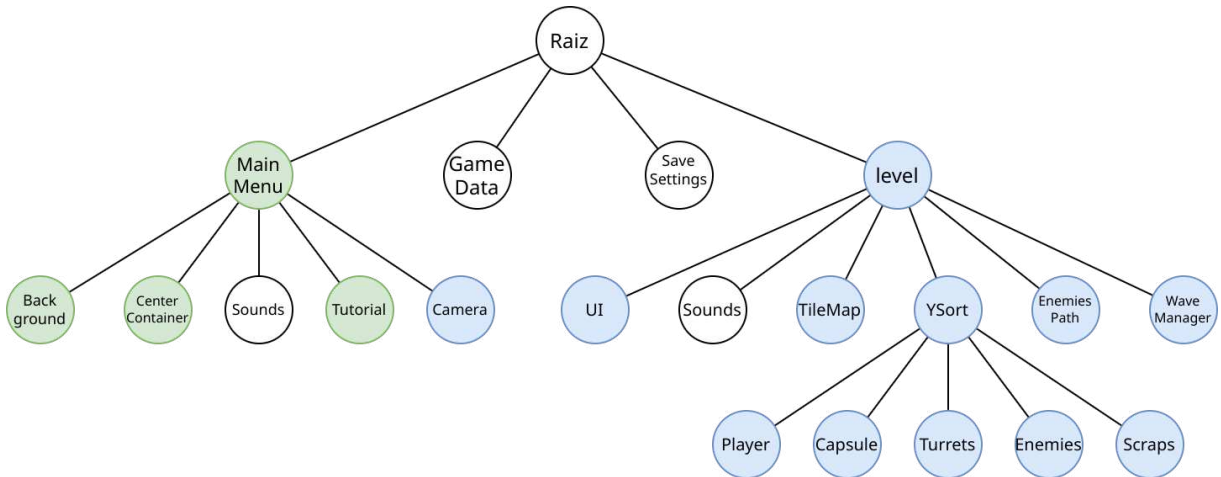 Raiz
Main
Menu
Game
Data
Save
Settings
level
Back
ground
Center
Container
Sounds
Tutorial
Camera
UI
Sounds
TileMap
YSort
Enemies
Path
Wave
Manager
Player
Capsule
Turrets
Enemies
Scraps